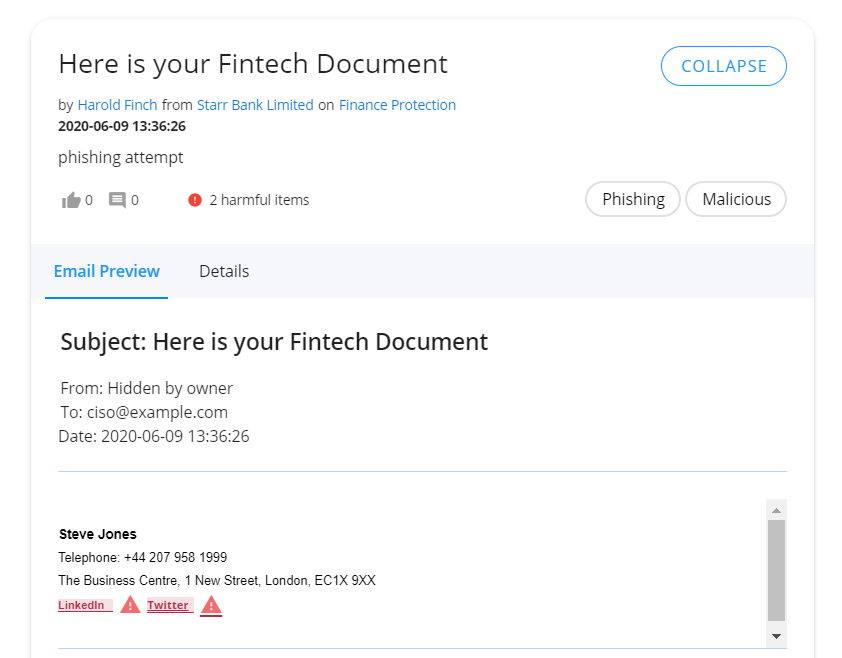 Here is your Fintech Document
COLLAPSE
by Harold Finch from Starr Bank Limited on Finance Protection
2020-06-09 13:36:26
phishing attempt
0 0 2 harmful items
Phishing Malicious
Email Preview Details
Subject: Here is your Fintech Document
From: Hidden by owner
To: ciso@example.com
Date: 2020-06-09 13:36:26
Steve Jones
Telephone: +44 207 958 1999
The Business Centre, 1 New Street, London, EC1X 9XX
LinkedIn Twitter